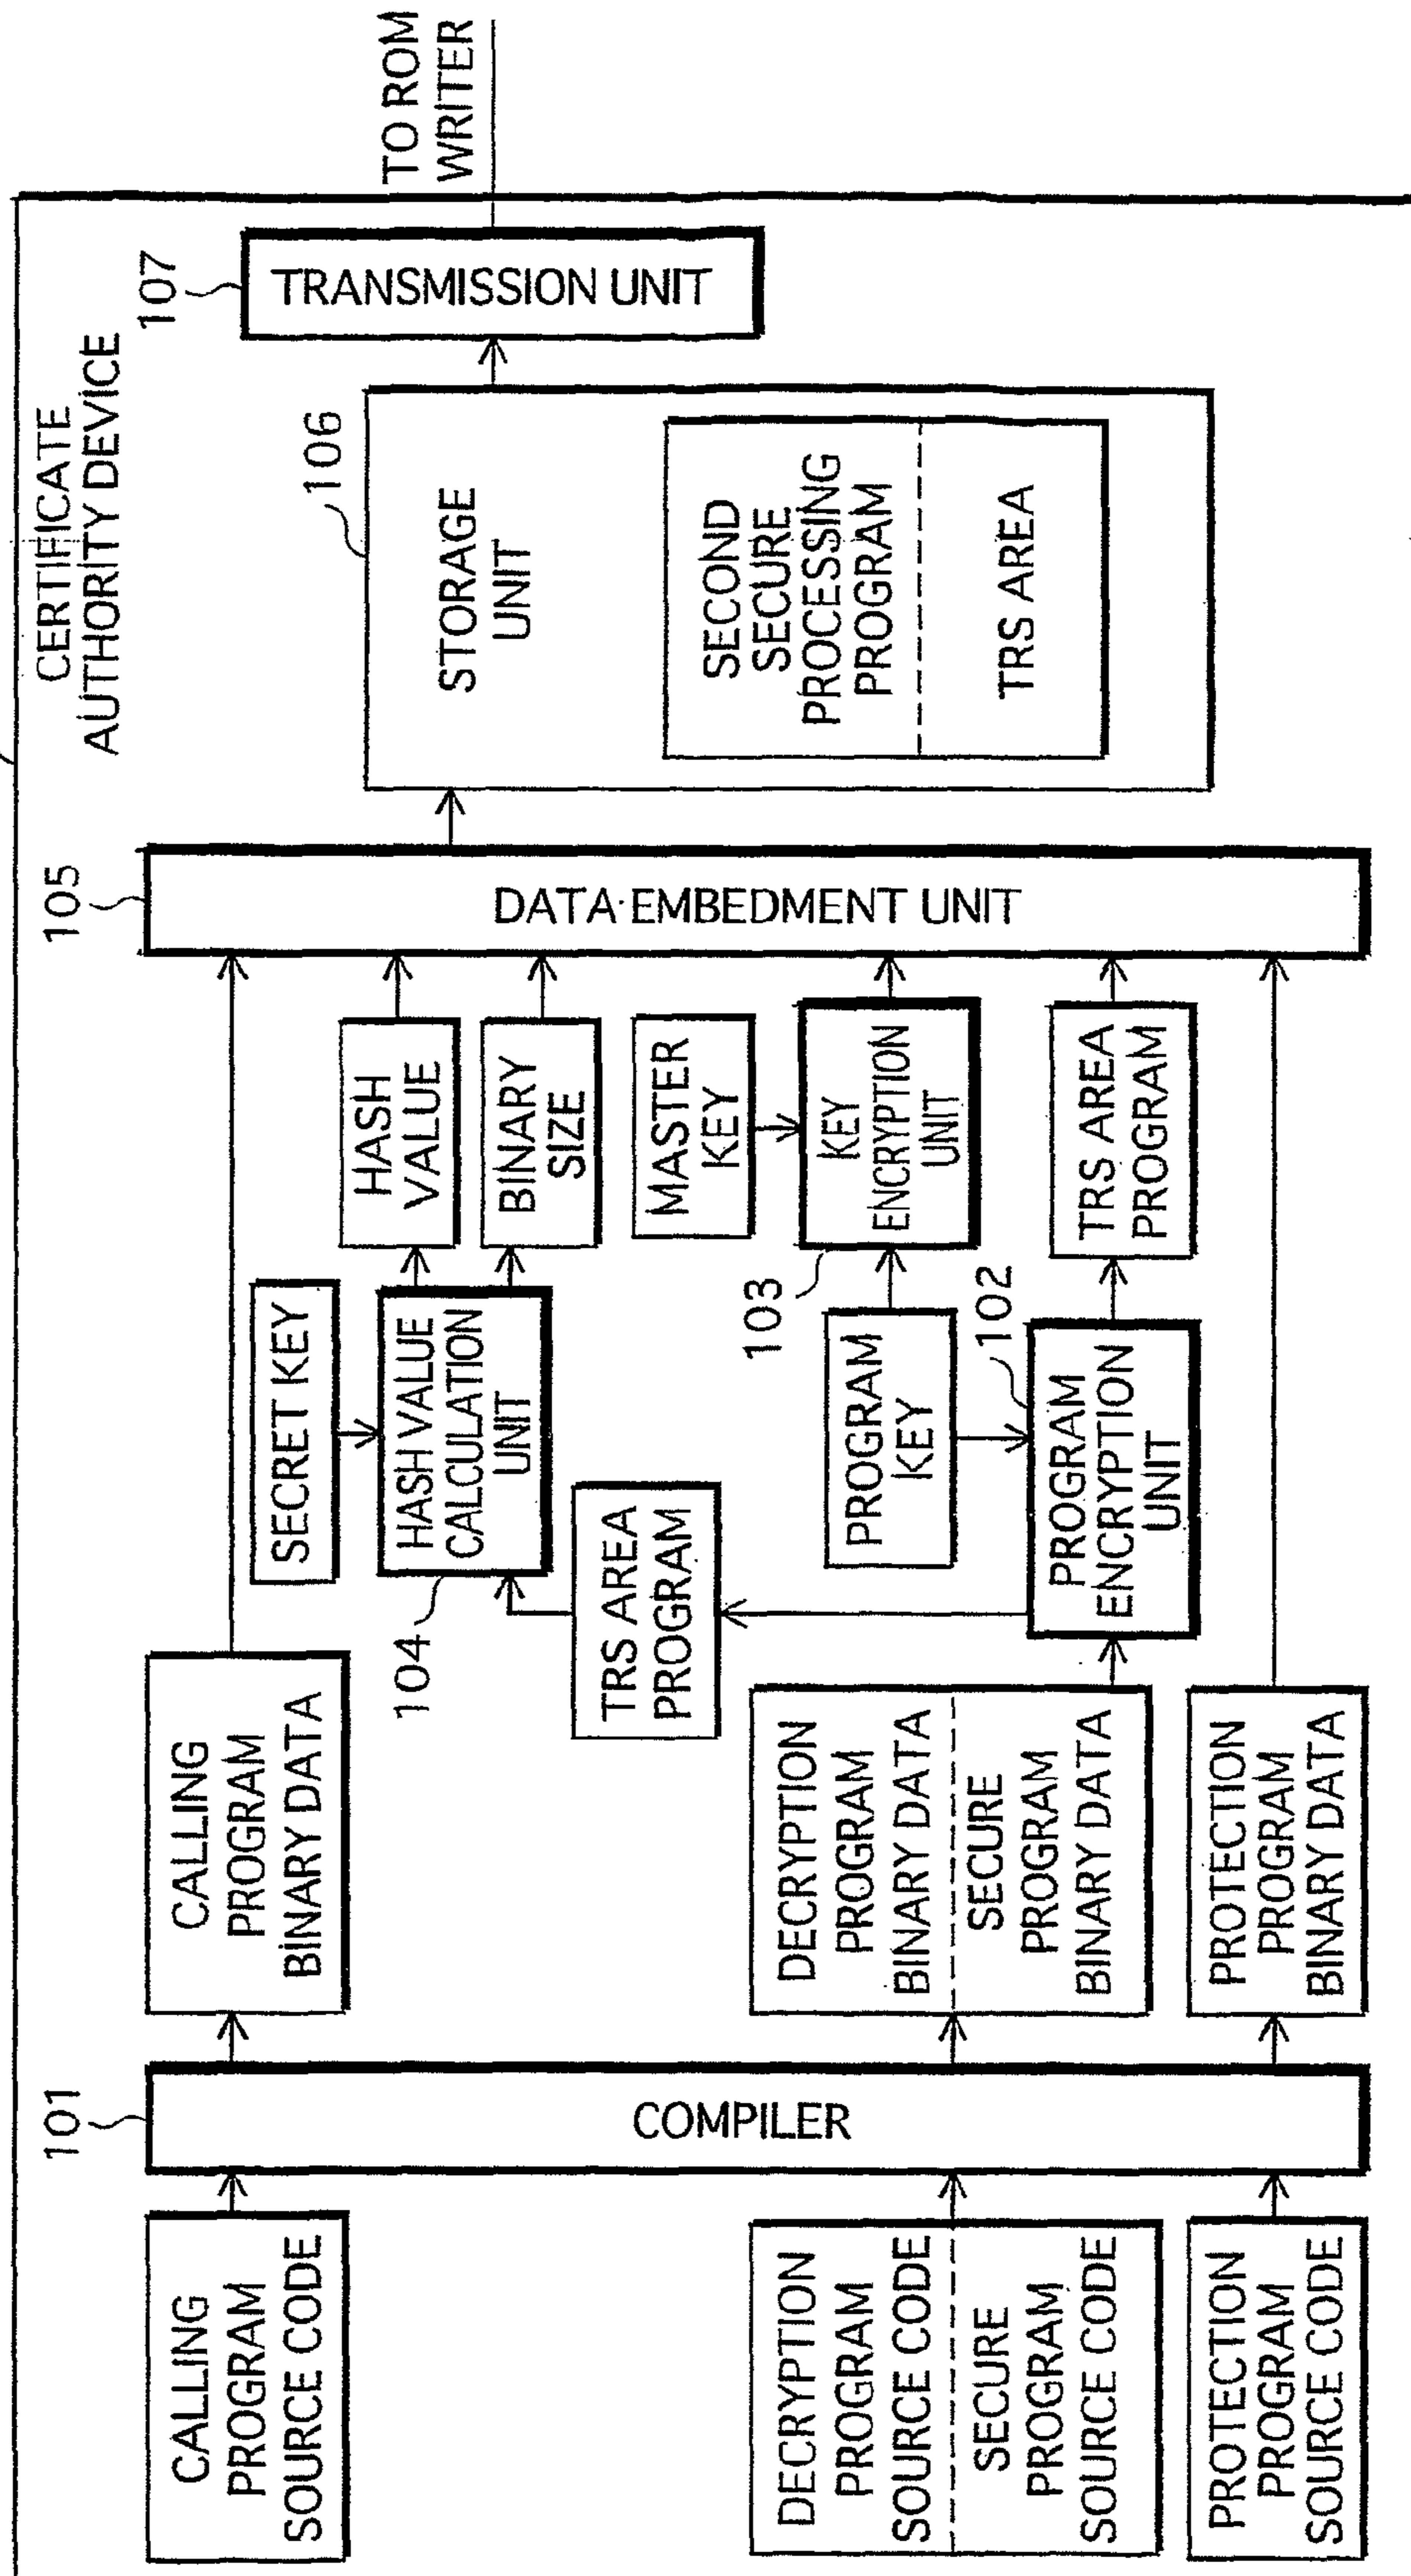 CERTIFICATE
AUTHORITY DEVICE
CALLING
PROGRAM
SOURCE CODE
DECRYPTION
PROGRAM
SOURCE CODE
SECURE
PROGRAM
SOURCE CODE
PROTECTION
PROGRAM
SOURCE CODE
101
COMPILER
CALLING
PROGRAM
BINARY DATA
DECRYPTION
PROGRAM
BINARY DATA
SECURE
PROGRAM
BINARY DATA
PROTECTION
PROGRAM
BINARY DATA
SECRET KEY
104
HASH VALUE
CALCULATION
UNIT
TRS AREA
PROGRAM
PROGRAM
KEY
102
PROGRAM
ENCRYPTION
UNIT
HASH
VALUE
BINARY
SIZE
MASTER
KEY
103
KEY
ENCRYPTION
UNIT
TRS AREA
PROGRAM
105
DATA EMBEDMENT UNIT
106
STORAGE
UNIT
SECOND
SECURE
PROCESSING
PROGRAM
TRS AREA
107
TRANSMISSION UNIT
TO ROM
WRITER